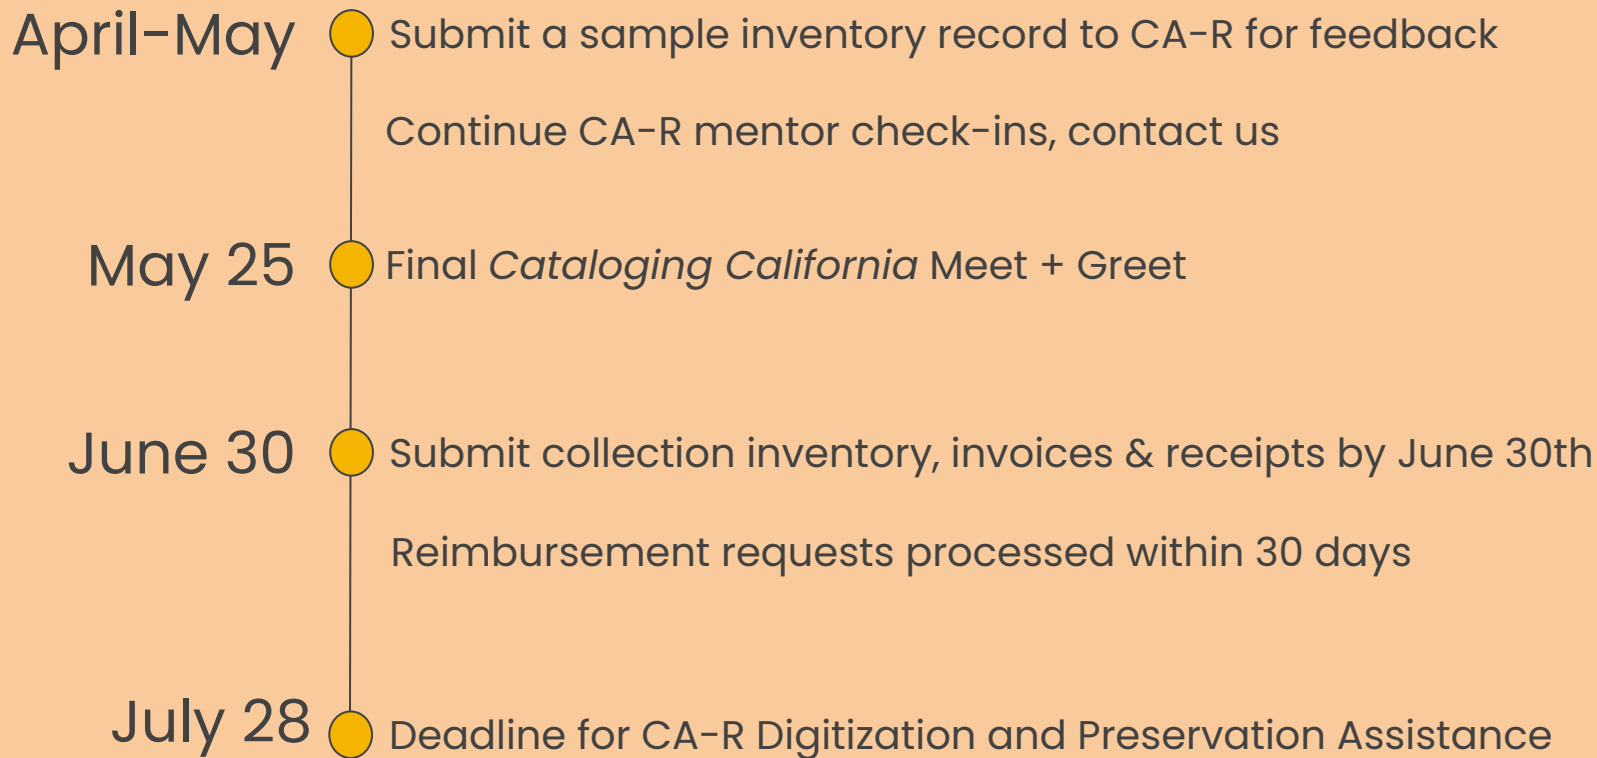 April-May
Submit a sample inventory record to CA-R for feedback
Continue CA-R mentor check-ins, contact us
May 25
Final Cataloging California Meet + Greet
June 30
Submit collection inventory, invoices & receipts by June 30th
Reimbursement requests processed within 30 days
July 28
Deadline for CA-R Digitization and Preservation Assistance